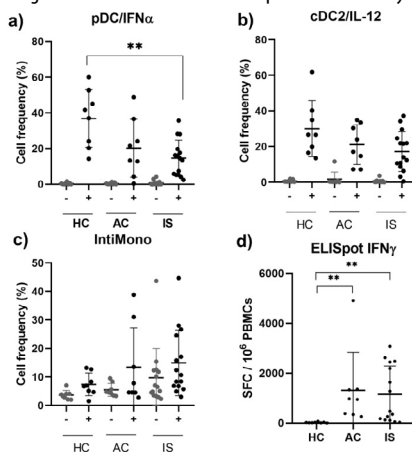 a)
pDC/IFNα
**
Cell frequency (%)
80
60
40
20
0
- + - + - +
HC AC IS
b)
cDC2/IL-12
Cell frequency (%)
80
60
40
20
0
- + - + - +
HC AC IS
c)
IntiMono
Cell frequency (%)
50
40
30
20
10
0
- + - + - +
HC AC IS
d)
ELISpot IFNγ
**
**
SFC / 10⁶ PBMCs
6000
4000
2000
0
HC AC IS